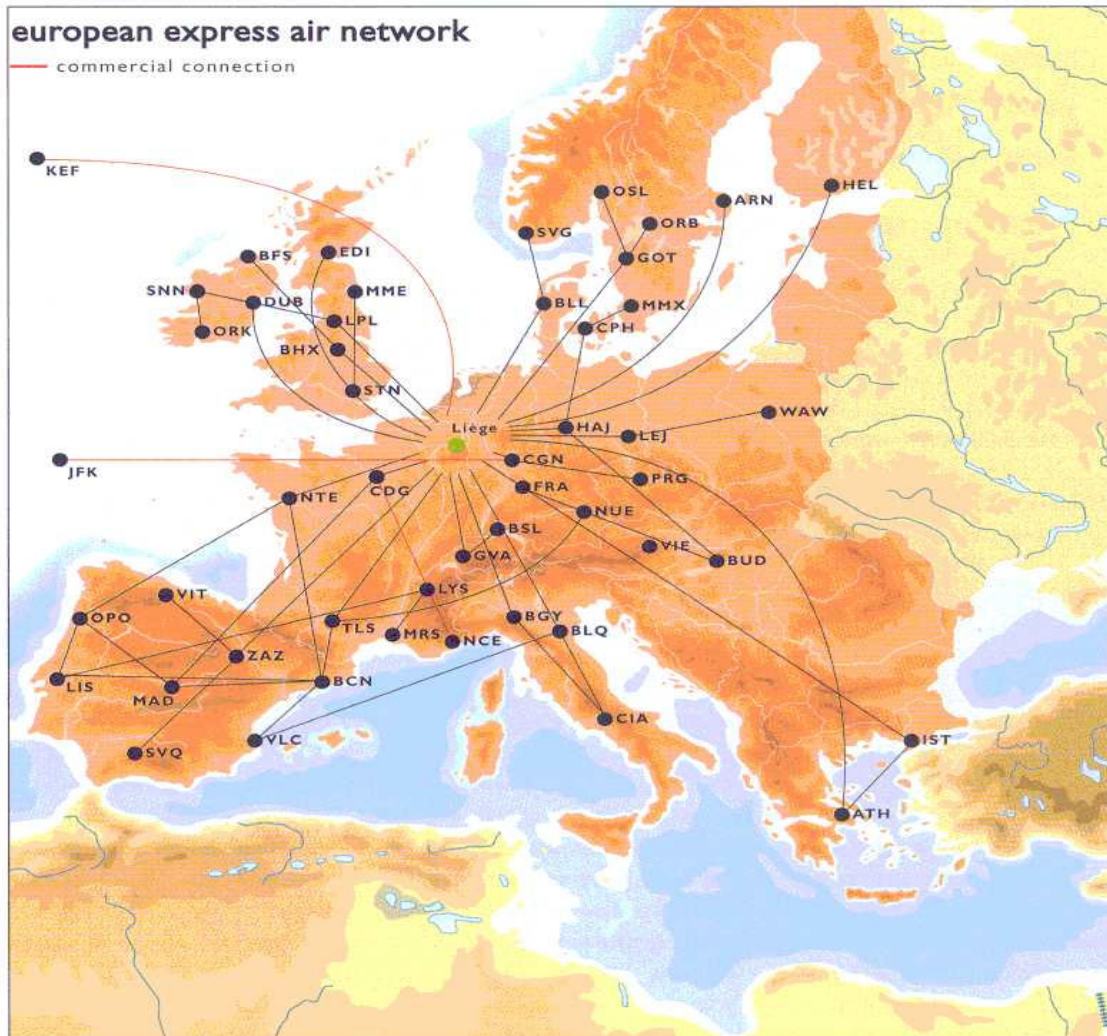 european express air network
commercial connection
KEF
OSL
HEL
ARN
ORB
SVG
BFS
EDI
GOT
SNN
DUB
MME
BLL
MMX
ORK
LPL
CPH
BHX
STN
WAW
Liège
HAJ
LEJ
JFK
CGN
PRG
CDG
FRA
NTE
NUE
BSL
VIE
GVA
BUD
VIT
LYS
OPO
BGY
TLS
MRS
NCE
BLQ
ZAZ
LIS
MAD
BCN
CIA
SVQ
VLC
IST
ATH